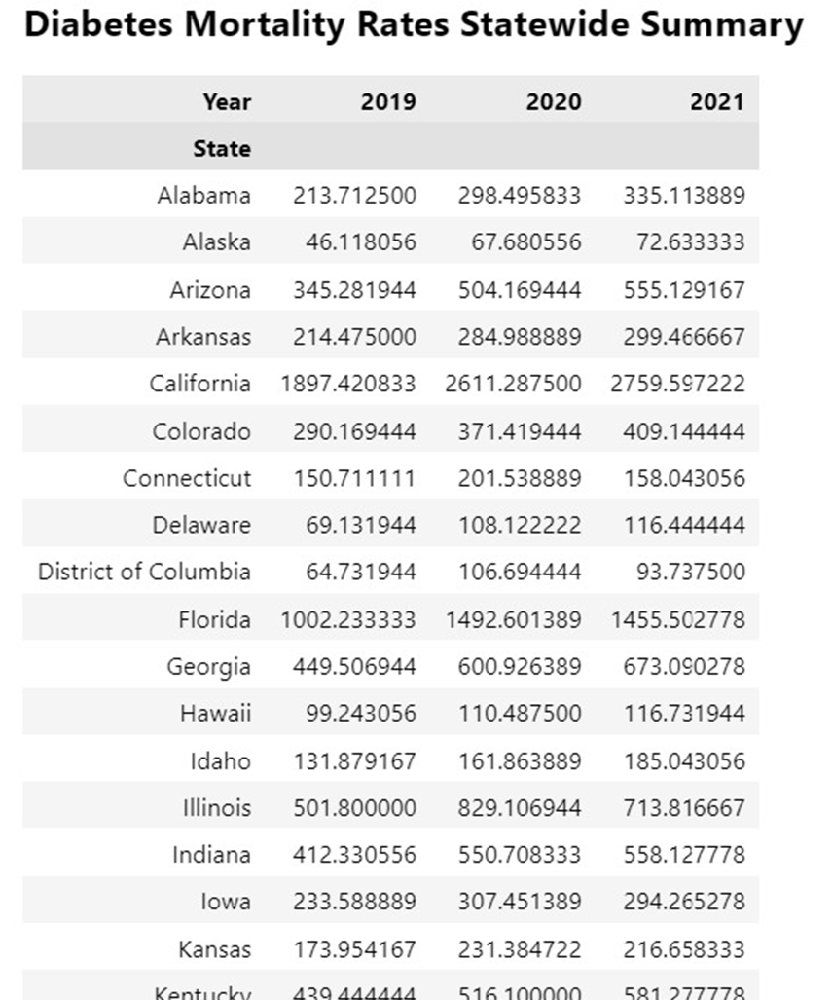 Diabetes Mortality Rates Statewide Summary
Year 2019 2020 2021
State
Alabama 213.712500 298.495833 335.113889
Alaska 46.118056 67.680556 72.633333
Arizona 345.281944 504.169444 555.129167
Arkansas 214.475000 284.988889 299.466667
California 1897.420833 2611.287500 2759.597222
Colorado 290.169444 371.419444 409.144444
Connecticut 150.711111 201.538889 158.043056
Delaware 69.131944 108.122222 116.444444
District of Columbia 64.731944 106.694444 93.737500
Florida 1002.233333 1492.601389 1455.502778
Georgia 449.506944 600.926389 673.090278
Hawaii 99.243056 110.487500 116.731944
Idaho 131.879167 161.863889 185.043056
Illinois 501.800000 829.106944 713.816667
Indiana 412.330556 550.708333 558.127778
Iowa 233.588889 307.451389 294.265278
Kansas 173.954167 231.384722 216.658333
Kentucky 439.444444 516.100000 581.277778